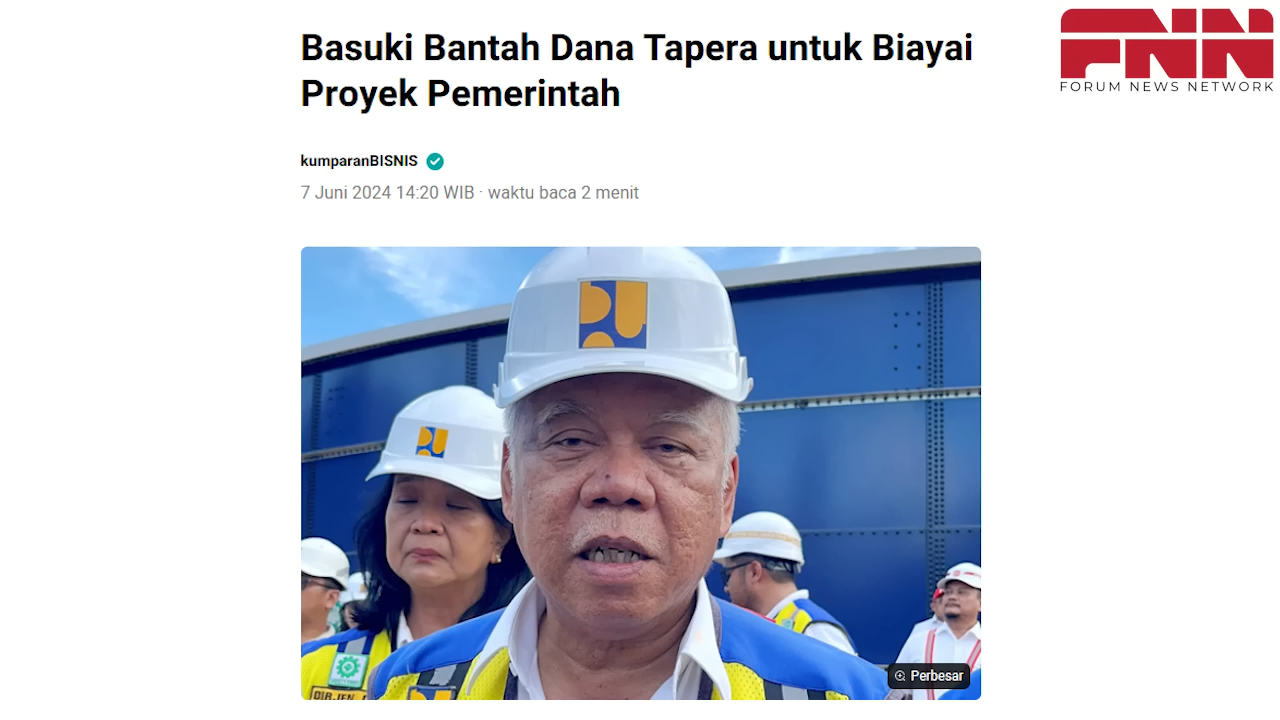 Basuki Bantah Dana Tapera untuk Biayai
Proyek Pemerintah
FNN
FORUM NEWS NETWORK
kumparanBISNIS
7 Juni 2024 14:20 WIB · waktu baca 2 menit
PU
PU
DIRJEN
Perbesar